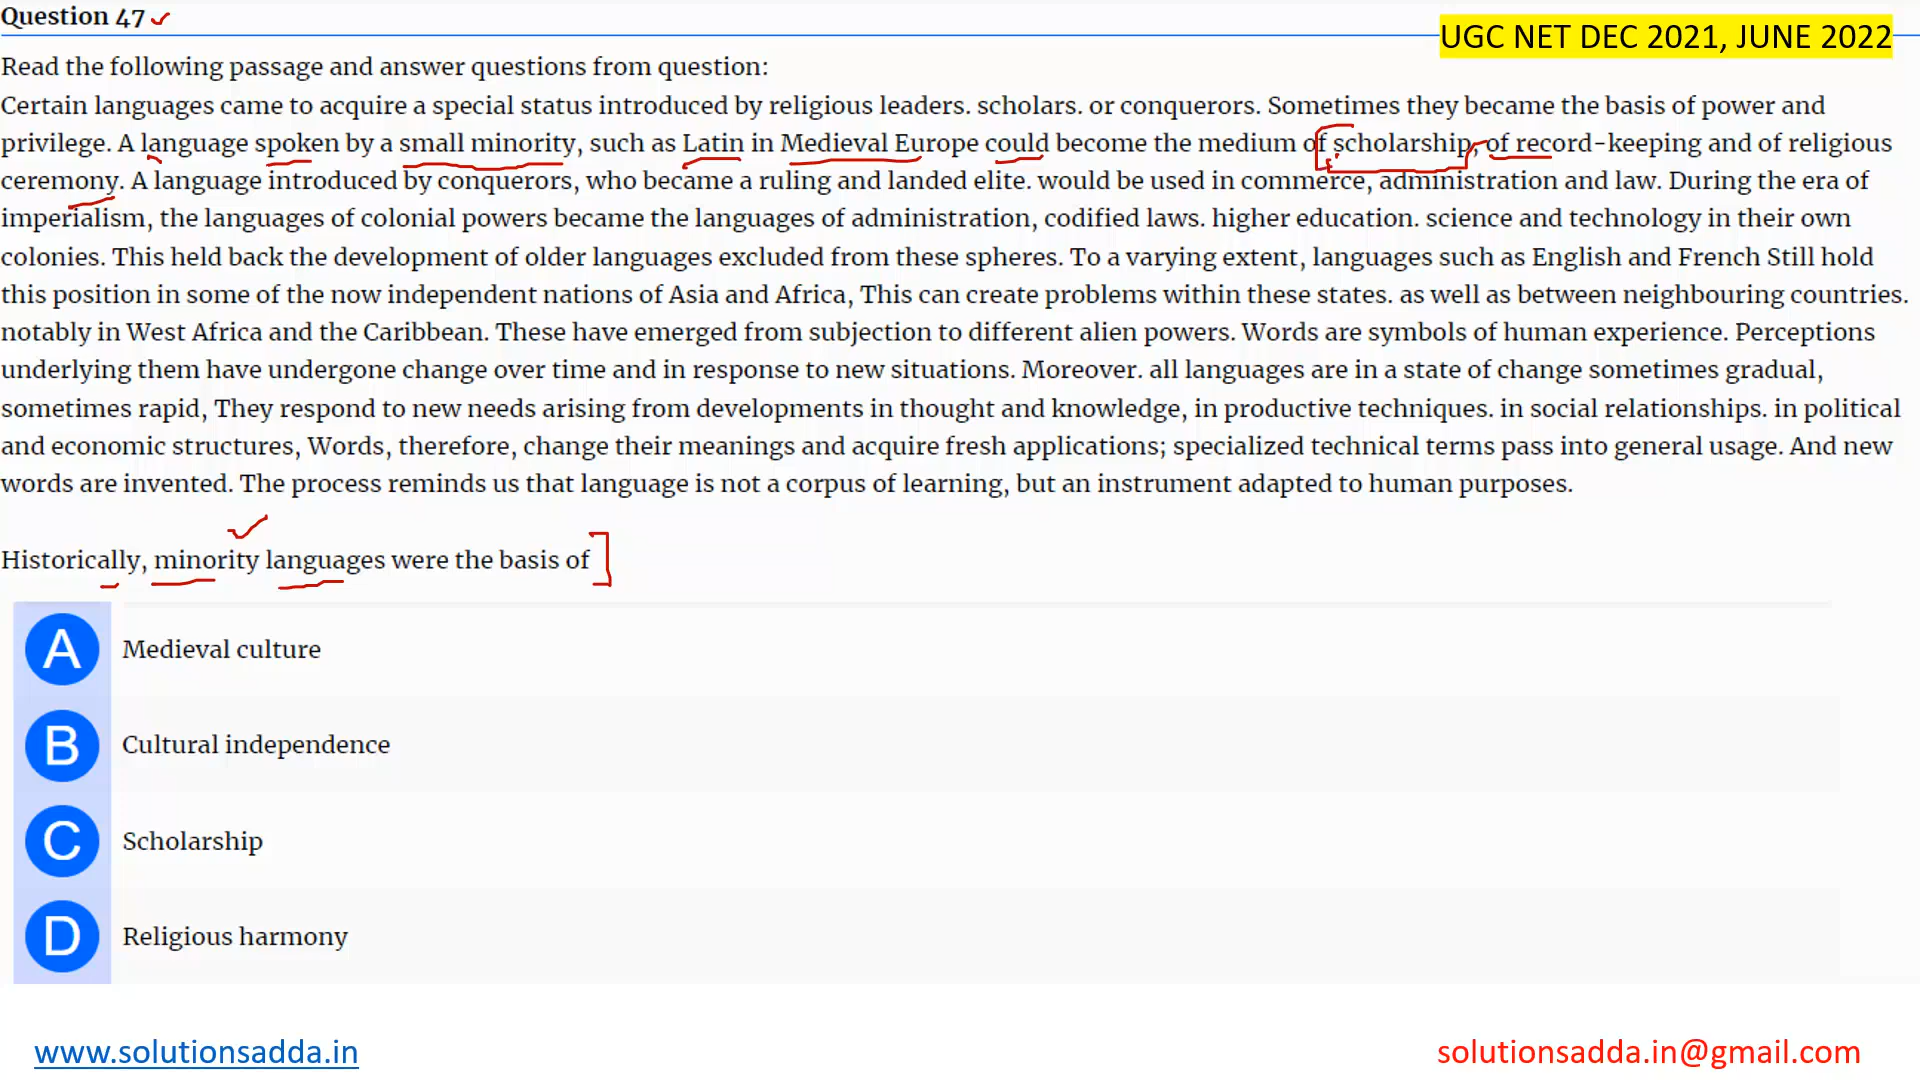 Question 47
UGC NET DEC 2021, JUNE 2022
Read the following passage and answer questions from question:
Certain languages came to acquire a special status introduced by religious leaders. scholars. or conquerors. Sometimes they became the basis of power and
privilege. A language spoken by a small minority, such as Latin in Medieval Europe could become the medium of scholarship, of record-keeping and of religious
ceremony. A language introduced by conquerors, who became a ruling and landed elite. would be used in commerce, administration and law. During the era of
imperialism, the languages of colonial powers became the languages of administration, codified laws. higher education. science and technology in their own
colonies. This held back the development of older languages excluded from these spheres. To a varying extent, languages such as English and French Still hold
this position in some of the now independent nations of Asia and Africa, This can create problems within these states. as well as between neighbouring countries.
notably in West Africa and the Caribbean. These have emerged from subjection to different alien powers. Words are symbols of human experience. Perceptions
underlying them have undergone change over time and in response to new situations. Moreover. all languages are in a state of change sometimes gradual,
sometimes rapid, They respond to new needs arising from developments in thought and knowledge, in productive techniques. in social relationships. in political
and economic structures, Words, therefore, change their meanings and acquire fresh applications; specialized technical terms pass into general usage. And new
words are invented. The process reminds us that language is not a corpus of learning, but an instrument adapted to human purposes.
Historically, minority languages were the basis of
A Medieval culture
B Cultural independence
C Scholarship
D Religious harmony
www.solutionsadda.in
solutionsadda.in@gmail.com